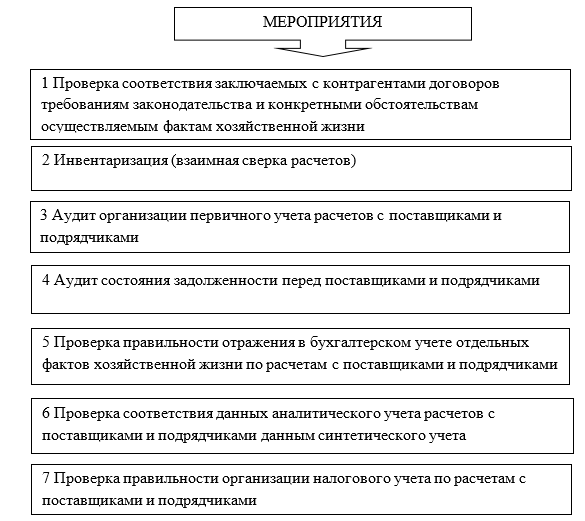 МЕРОПРИЯТИЯ
1 Проверка соответствия заключаемых с контрагентами договоров
требованиям законодательства и конкретными обстоятельствам
осуществляемым фактам хозяйственной жизни
2 Инвентаризация (взаимная сверка расчетов)
3 Аудит организации первичного учета расчетов с поставщиками и
подрядчиками
4 Аудит состояния задолженности перед поставщиками и подрядчиками
5 Проверка правильности отражения в бухгалтерском учете отдельных
фактов хозяйственной жизни по расчетам с поставщиками и подрядчиками
6 Проверка соответствия данных аналитического учета расчетов с
поставщиками и подрядчиками данным синтетического учета
7 Проверка правильности организации налогового учета по расчетам с
поставщиками и подрядчиками